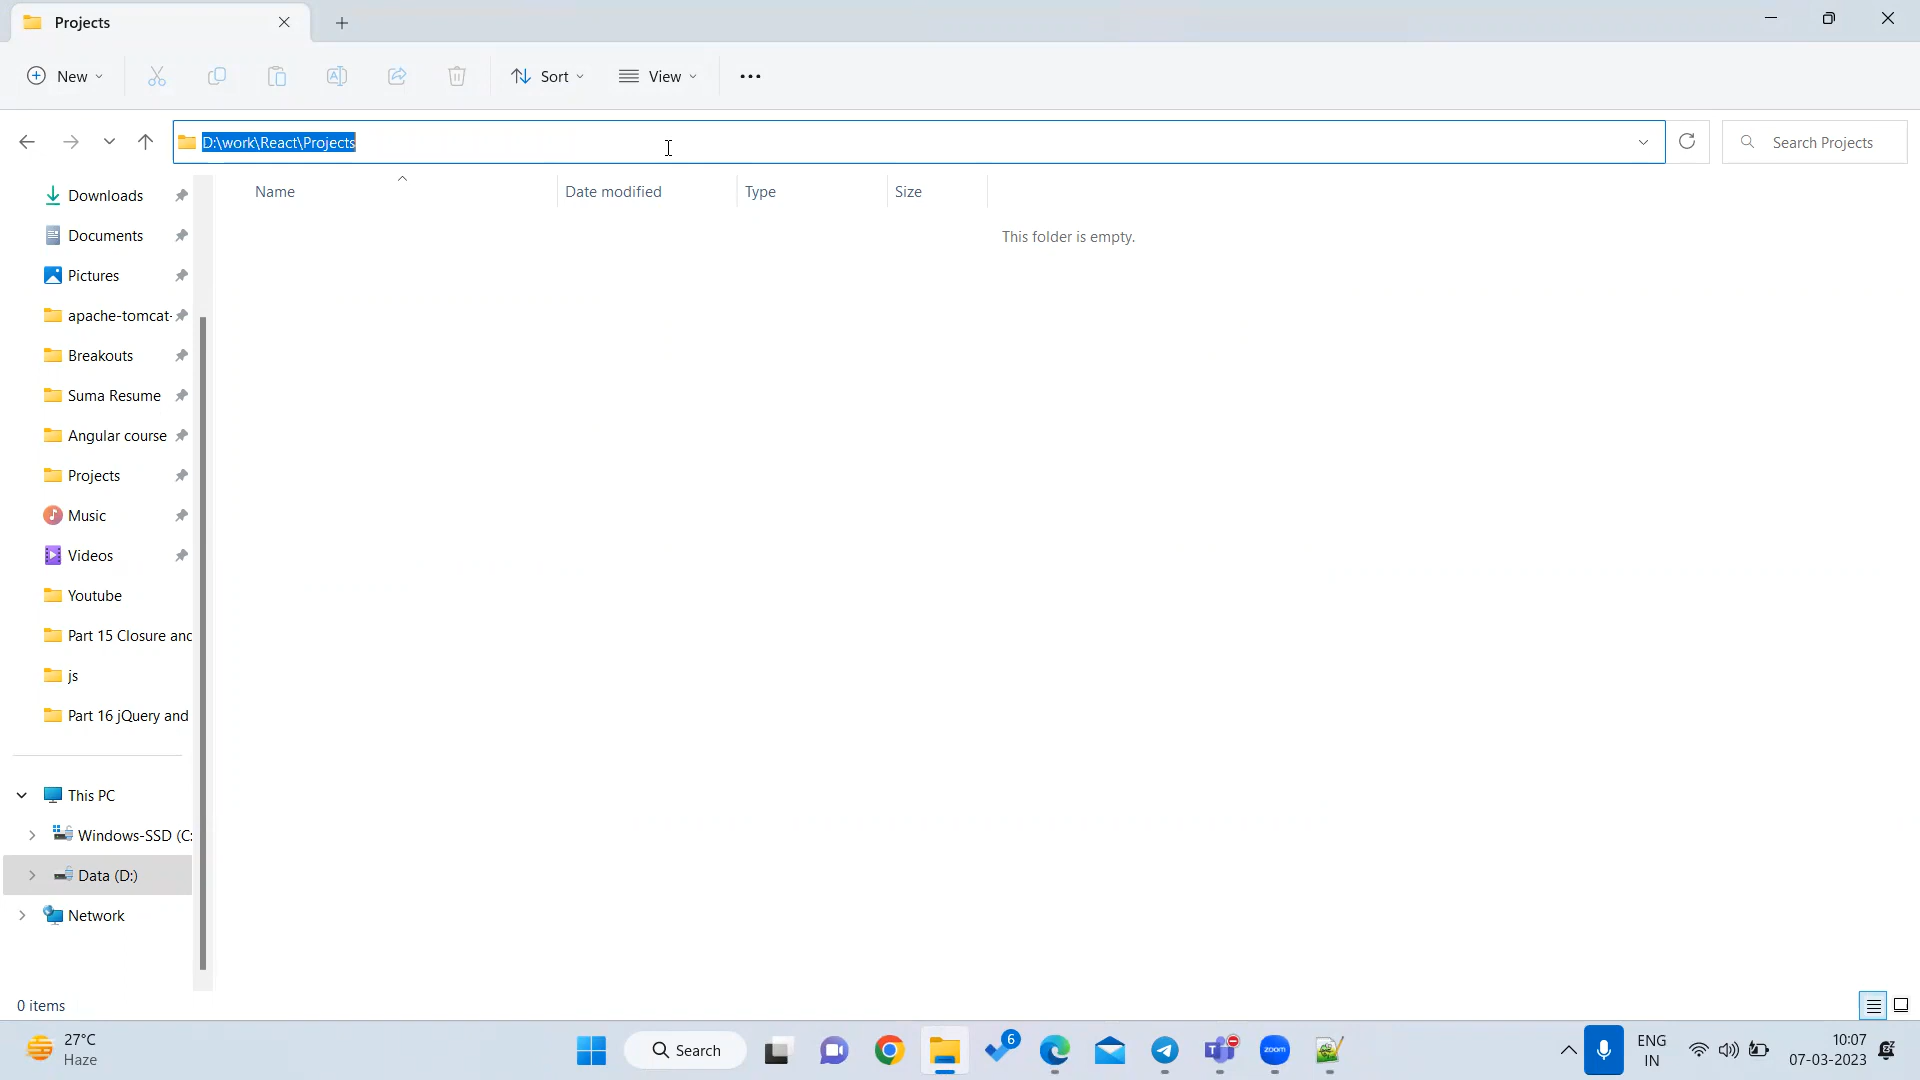 Projects
New
Sort
View
D:\work\React\Projects
Search Projects
Name
Date modified
Type
Size
This folder is empty.
Downloads
Documents
Pictures
apache-tomcat-
Breakouts
Suma Resume
Angular course
Projects
Music
Videos
Youtube
Part 15 Closure and
js
Part 16 jQuery and
This PC
Windows-SSD (C:
Data (D:)
Network
0 items
27°C
Haze
Search
6
zoom
ENG
IN
10:07
07-03-2023